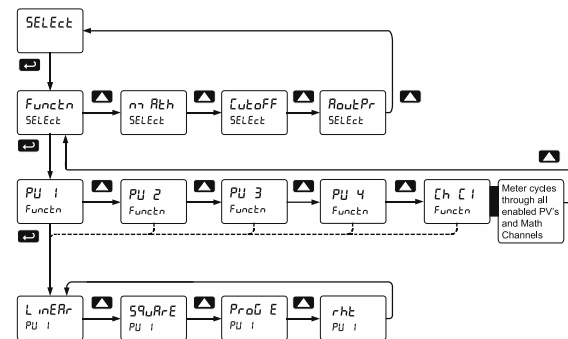 SELEct
Functn
SELEct
mAth
SELEct
CutoFF
SELEct
AoutPr
SELEct
PU 1
Functn
PU 2
Functn
PU 3
Functn
PU 4
Functn
Ch C1
Functn
Meter cycles
through all
enabled PV's
and Math
Channels
LinEAr
PU 1
SquArE
PU 1
ProG E
PU 1
rht
PU 1